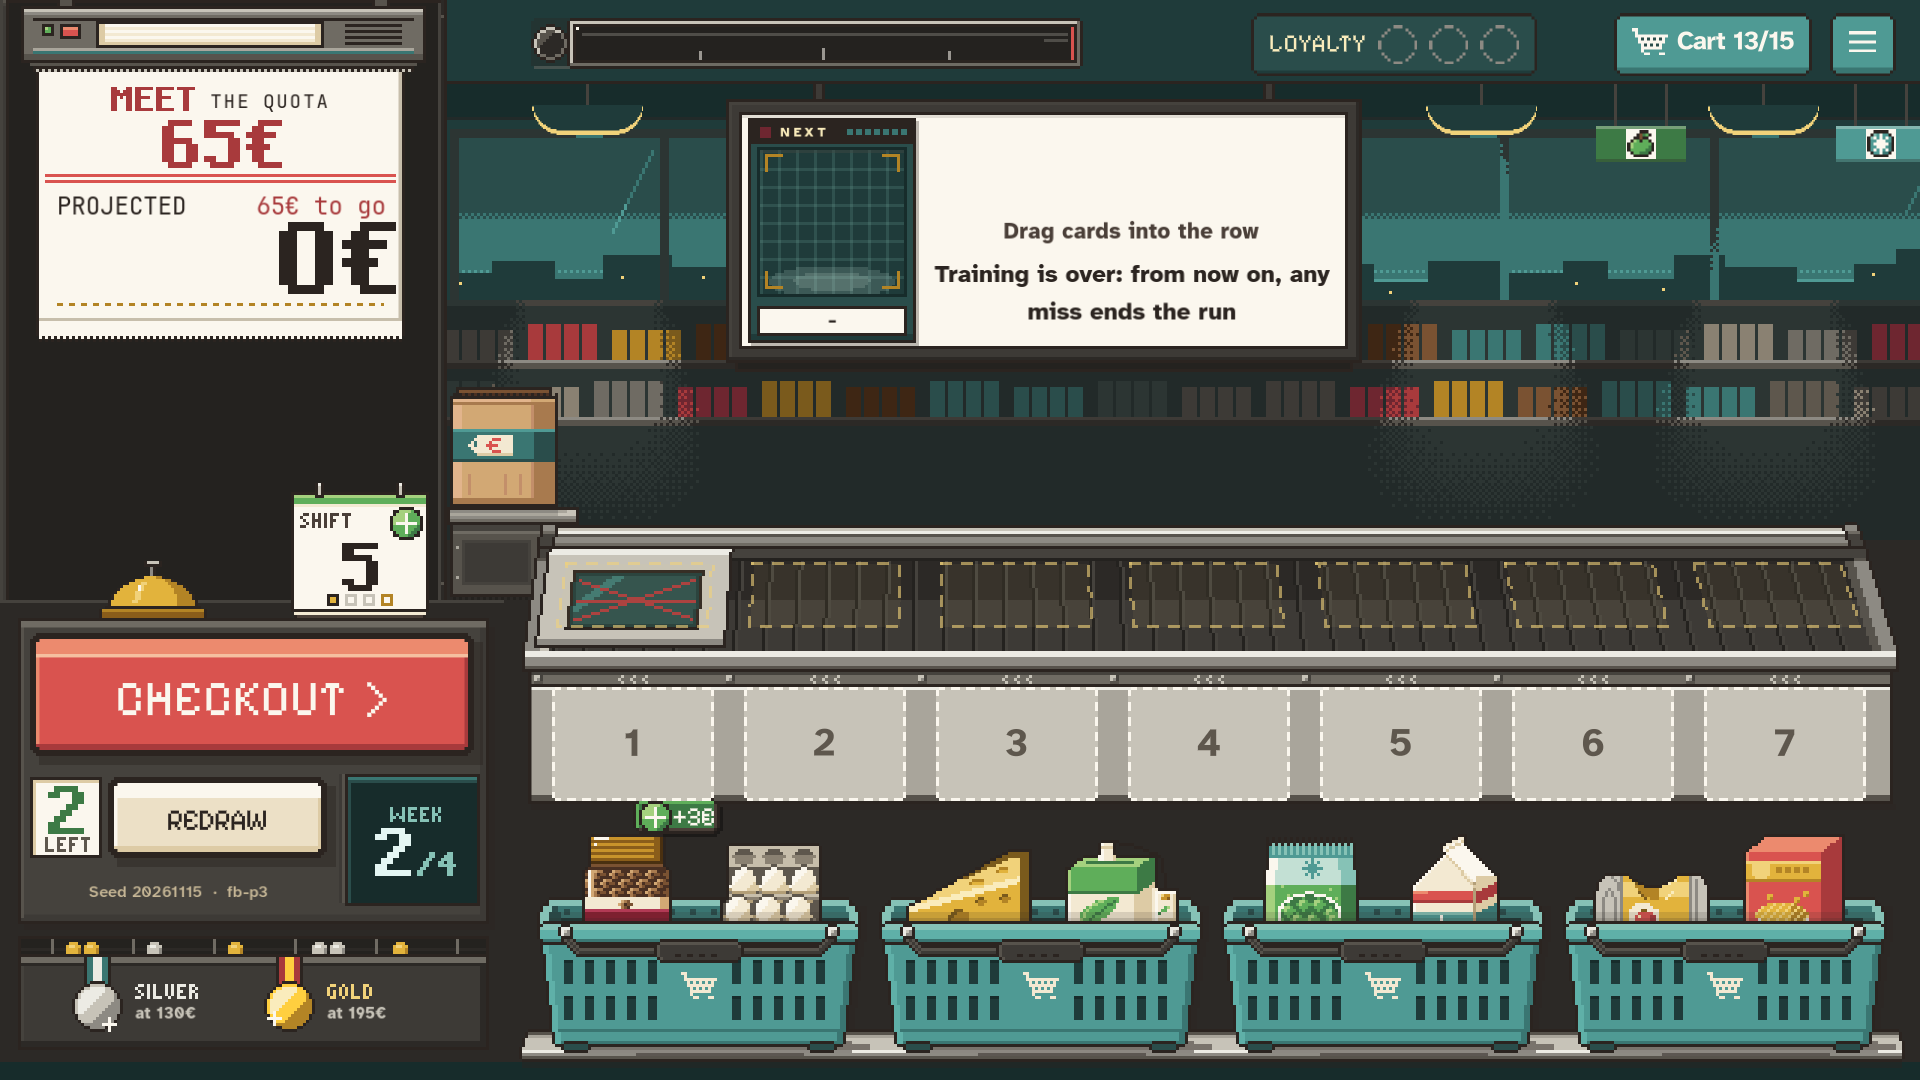 MEET THE QUOTA
65€
PROJECTED 65€ to go
0€
LOYALTY
Cart 13/15
NEXT
-
Drag cards into the row
Training is over: from now on, any
miss ends the run
€
SHIFT
5
CHECKOUT >
2
LEFT
REDRAW
WEEK
2/4
Seed 20261115 · fb-p3
SILVER
at 130€
GOLD
at 195€
1 2 3 4 5 6 7